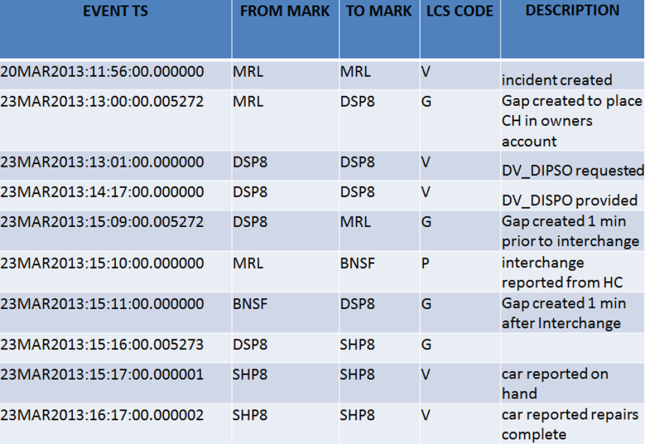 EVENT TS FROM MARK TO MARK LCS CODE DESCRIPTION
20MAR2013:11:56:00.000000 MRL MRL V incident created
23MAR2013:13:00:00.005272 MRL DSP8 G Gap created to place
CH in owners
account
23MAR2013:13:01:00.000000 DSP8 DSP8 V DV_DIPSO requested
23MAR2013:14:17:00.000000 DSP8 DSP8 V DV_DISPO provided
23MAR2013:15:09:00.005272 DSP8 MRL G Gap created 1 min
prior to interchange
23MAR2013:15:10:00.000000 MRL BNSF P interchange
reported from HC
23MAR2013:15:11:00.000000 BNSF DSP8 G Gap created 1 min
after Interchange
23MAR2013:15:16:00.005273 DSP8 SHP8 G
23MAR2013:15:17:00.000001 SHP8 SHP8 V car reported on
hand
23MAR2013:16:17:00.000002 SHP8 SHP8 V car reported repairs
complete